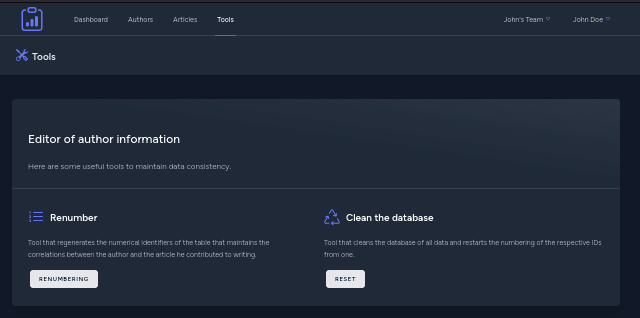 Dashboard Authors Articles Tools John's Team John Doe
Tools
Editor of author information
Here are some useful tools to maintain data consistency.
Renumber
Tool that regenerates the numerical identifiers of the table that maintains the
correlations between the author and the article he contributed to writing.
RENUMBERING
Clean the database
Tool that cleans the database of all data and restarts the numbering of the respective IDs
from one.
RESET